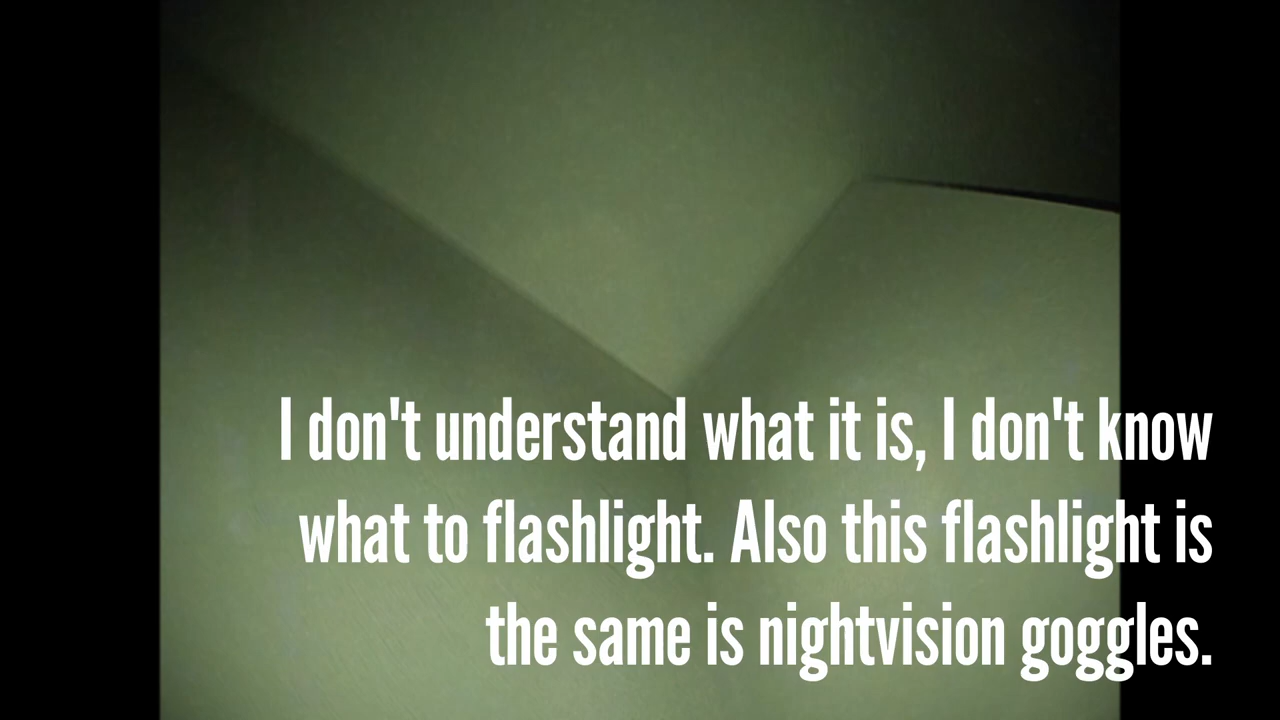 I don't understand what it is, I don't know
what to flashlight. Also this flashlight is
the same is nightvision goggles.